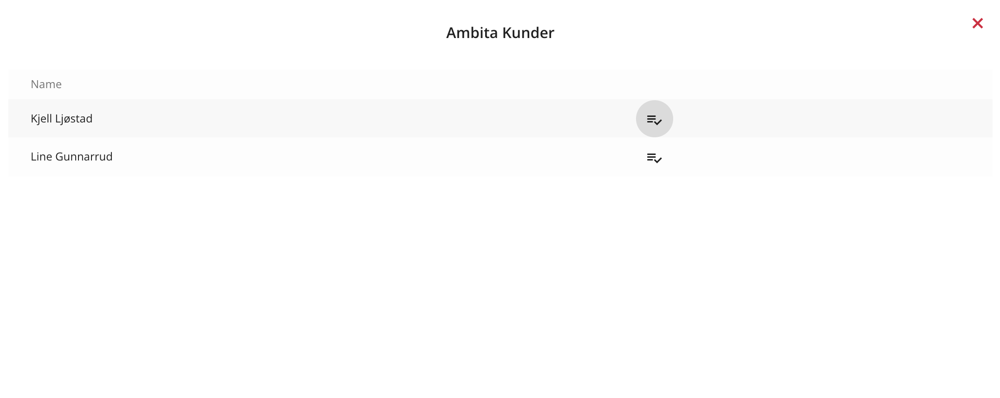 Ambita Kunder
Name
Kjell Ljøstad
Line Gunnarrud